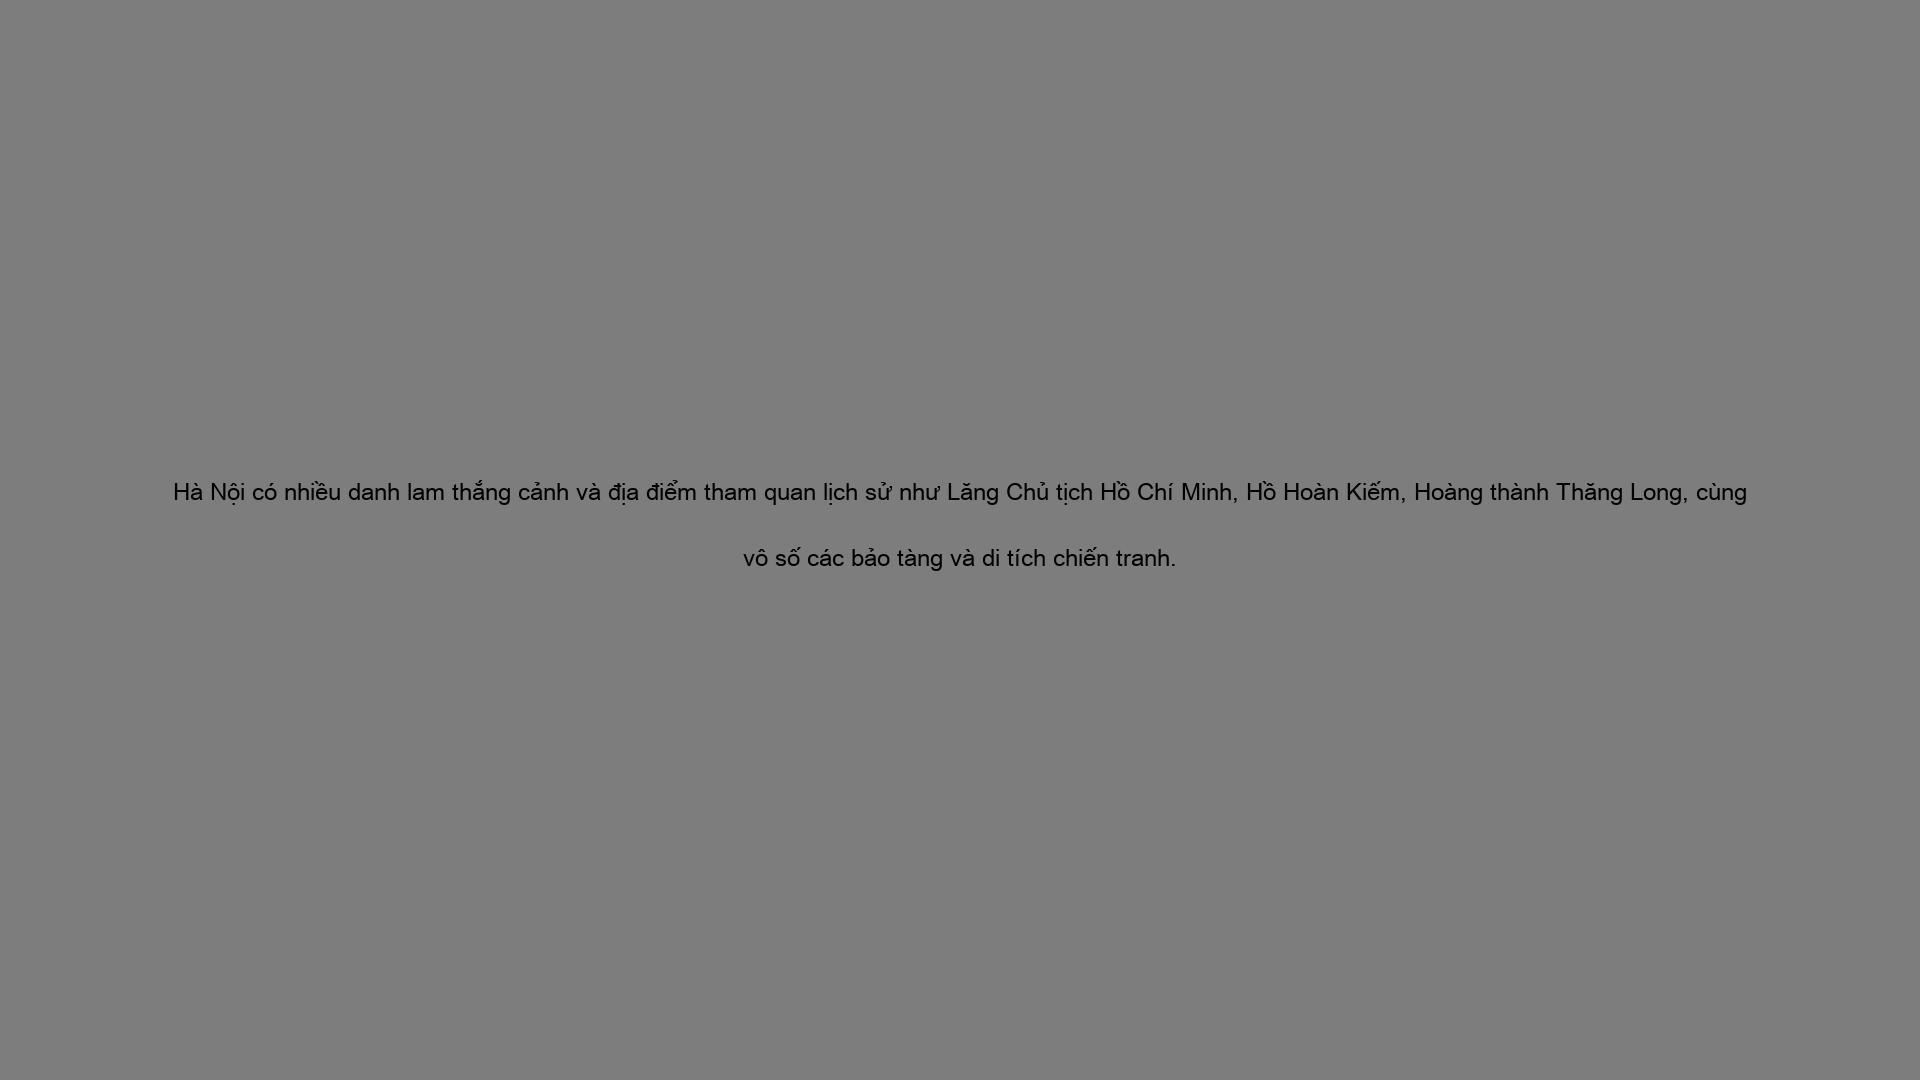 Hà Nội có nhiều danh lam thắng cảnh và địa điểm tham quan lịch sử như Lăng Chủ tịch Hồ Chí Minh, Hồ Hoàn Kiếm, Hoàng thành Thăng Long, cùng
vô số các bảo tàng và di tích chiến tranh.